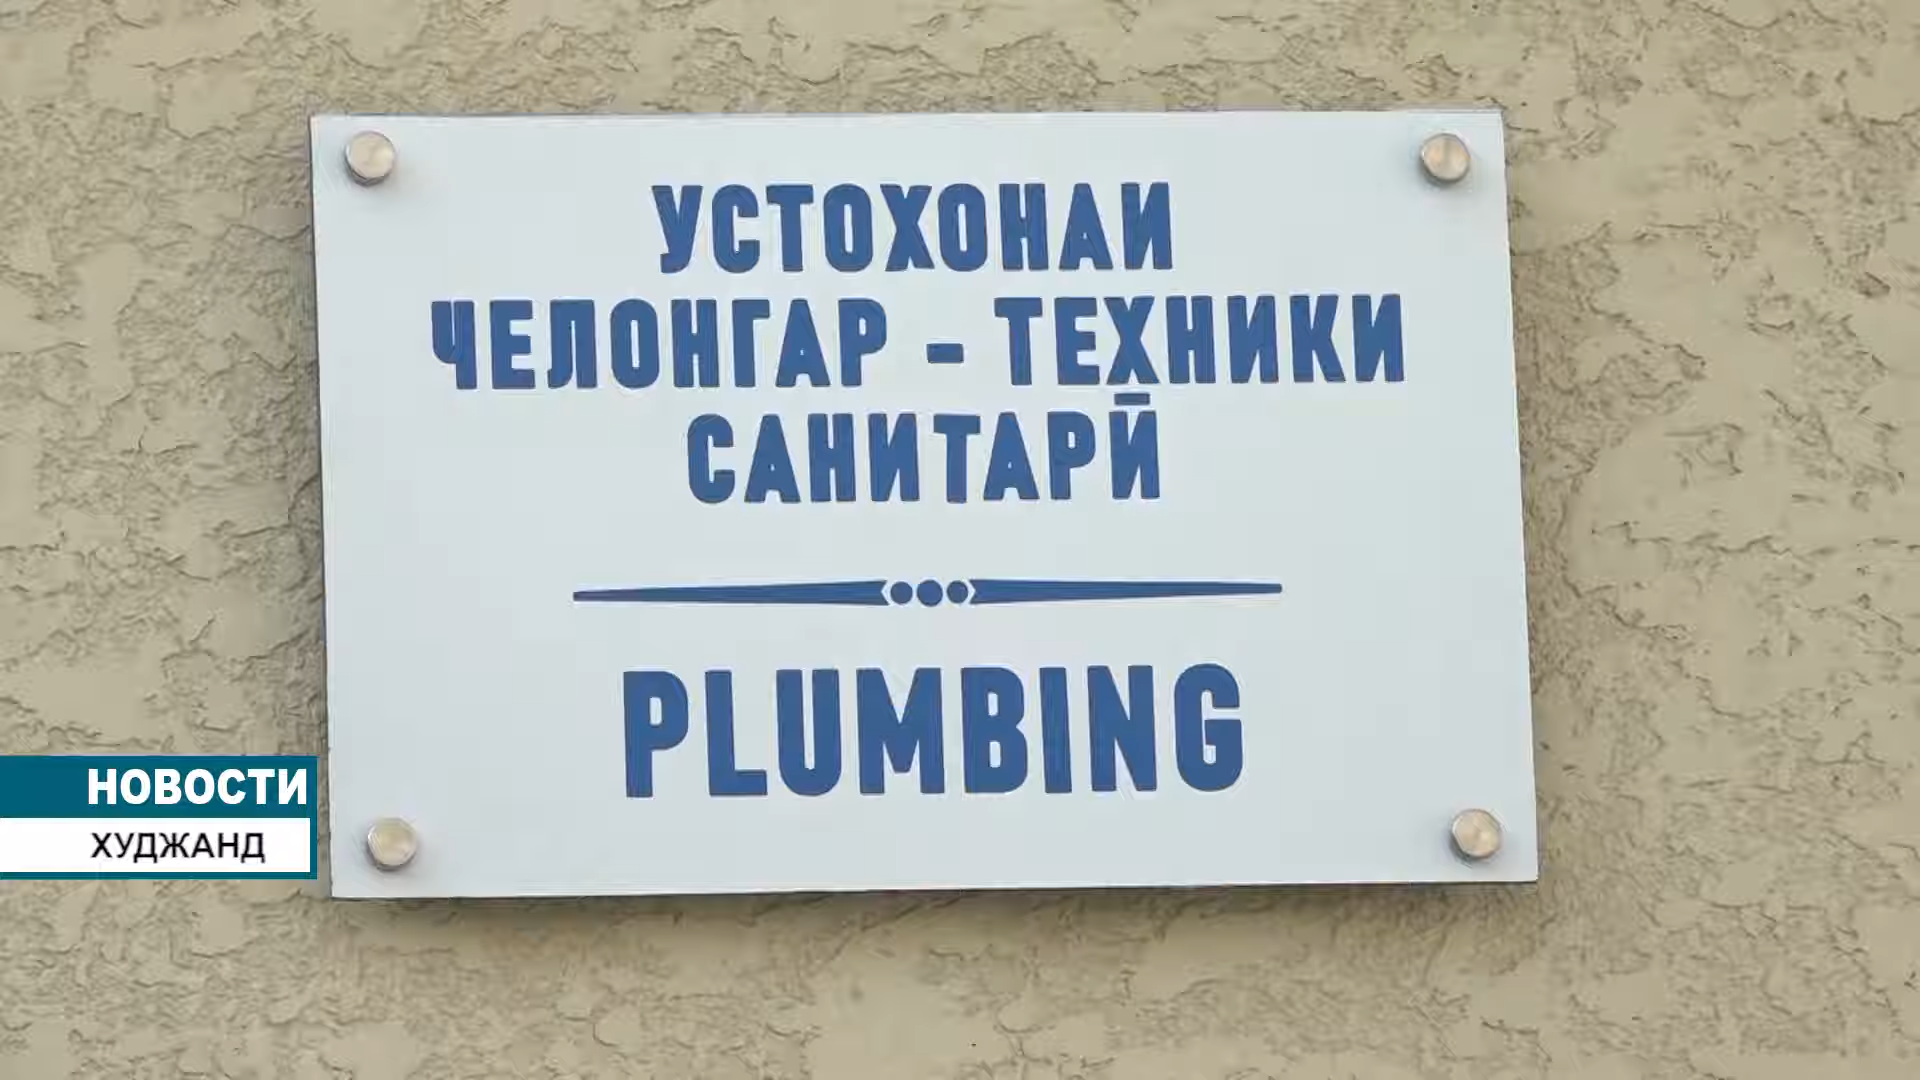 УСТОХОНАИ
ЧЕЛОНГАР - ТЕХНИКИ
САНИТАРӢ
PLUMBING
НОВОСТИ
ХУДЖАНД